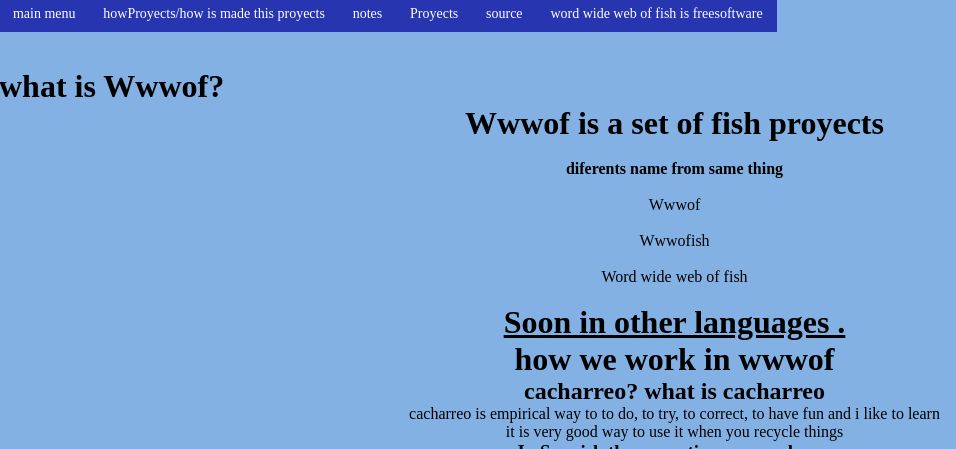 main menu howProyects/how is made this proyects notes Proyects source word wide web of fish is freesoftware
what is Wwwof?
Wwwof is a set of fish proyects
diferents name from same thing
Wwwof
Wwwofish
Word wide web of fish
Soon in other languages .
how we work in wwwof
cacharreo? what is cacharreo
cacharreo is empirical way to to do, to try, to correct, to have fun and i like to learn
it is very good way to use it when you recycle things